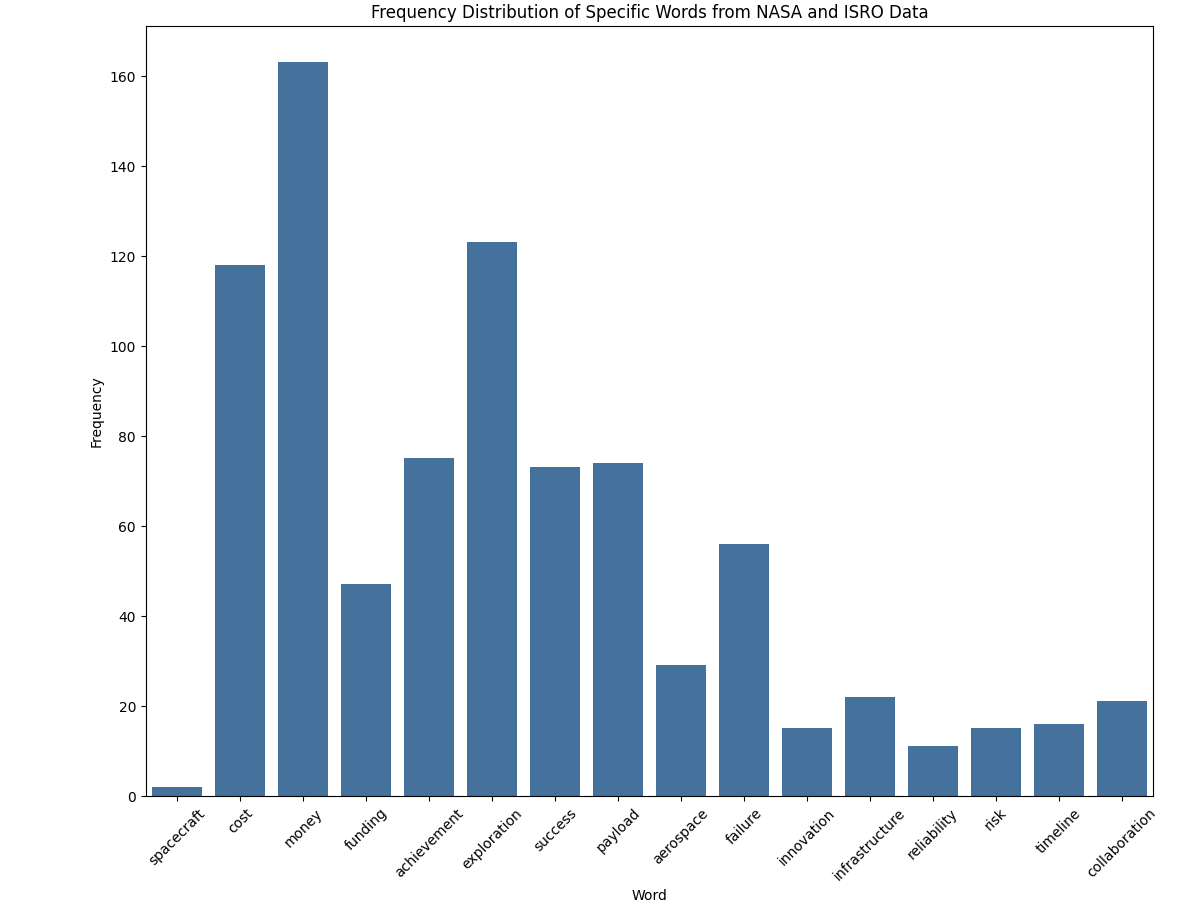 Frequency Distribution of Specific Words from NASA and ISRO Data
160
140
120
100
80
60
40
20
0
Frequency
spacecraft
cost
money
funding
achievement
exploration
success
payload
aerospace
failure
innovation
infrastructure
reliability
risk
timeline
collaboration
Word